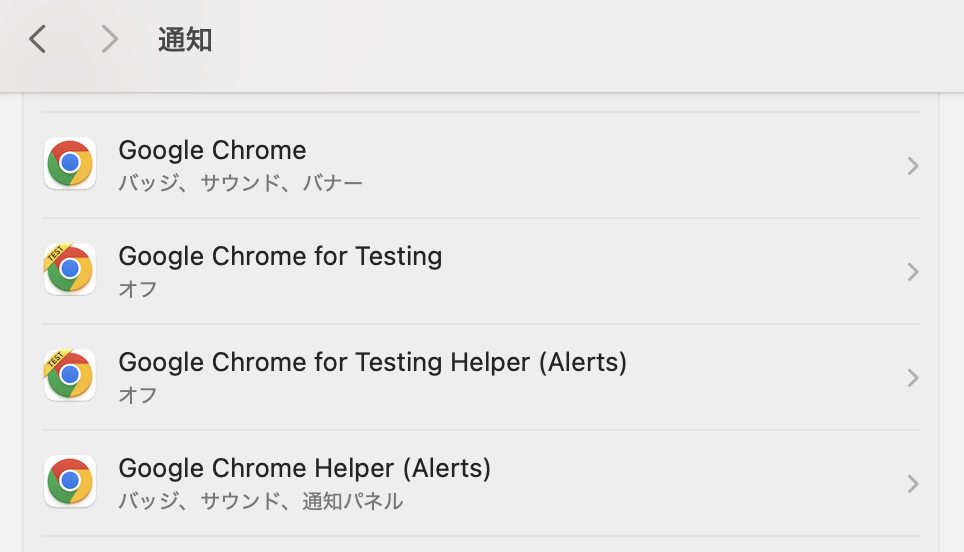 通知
Google Chrome
バッジ、サウンド、バナー
TEST
Google Chrome for Testing
オフ
TEST
Google Chrome for Testing Helper (Alerts)
オフ
Google Chrome Helper (Alerts)
バッジ、サウンド、通知パネル